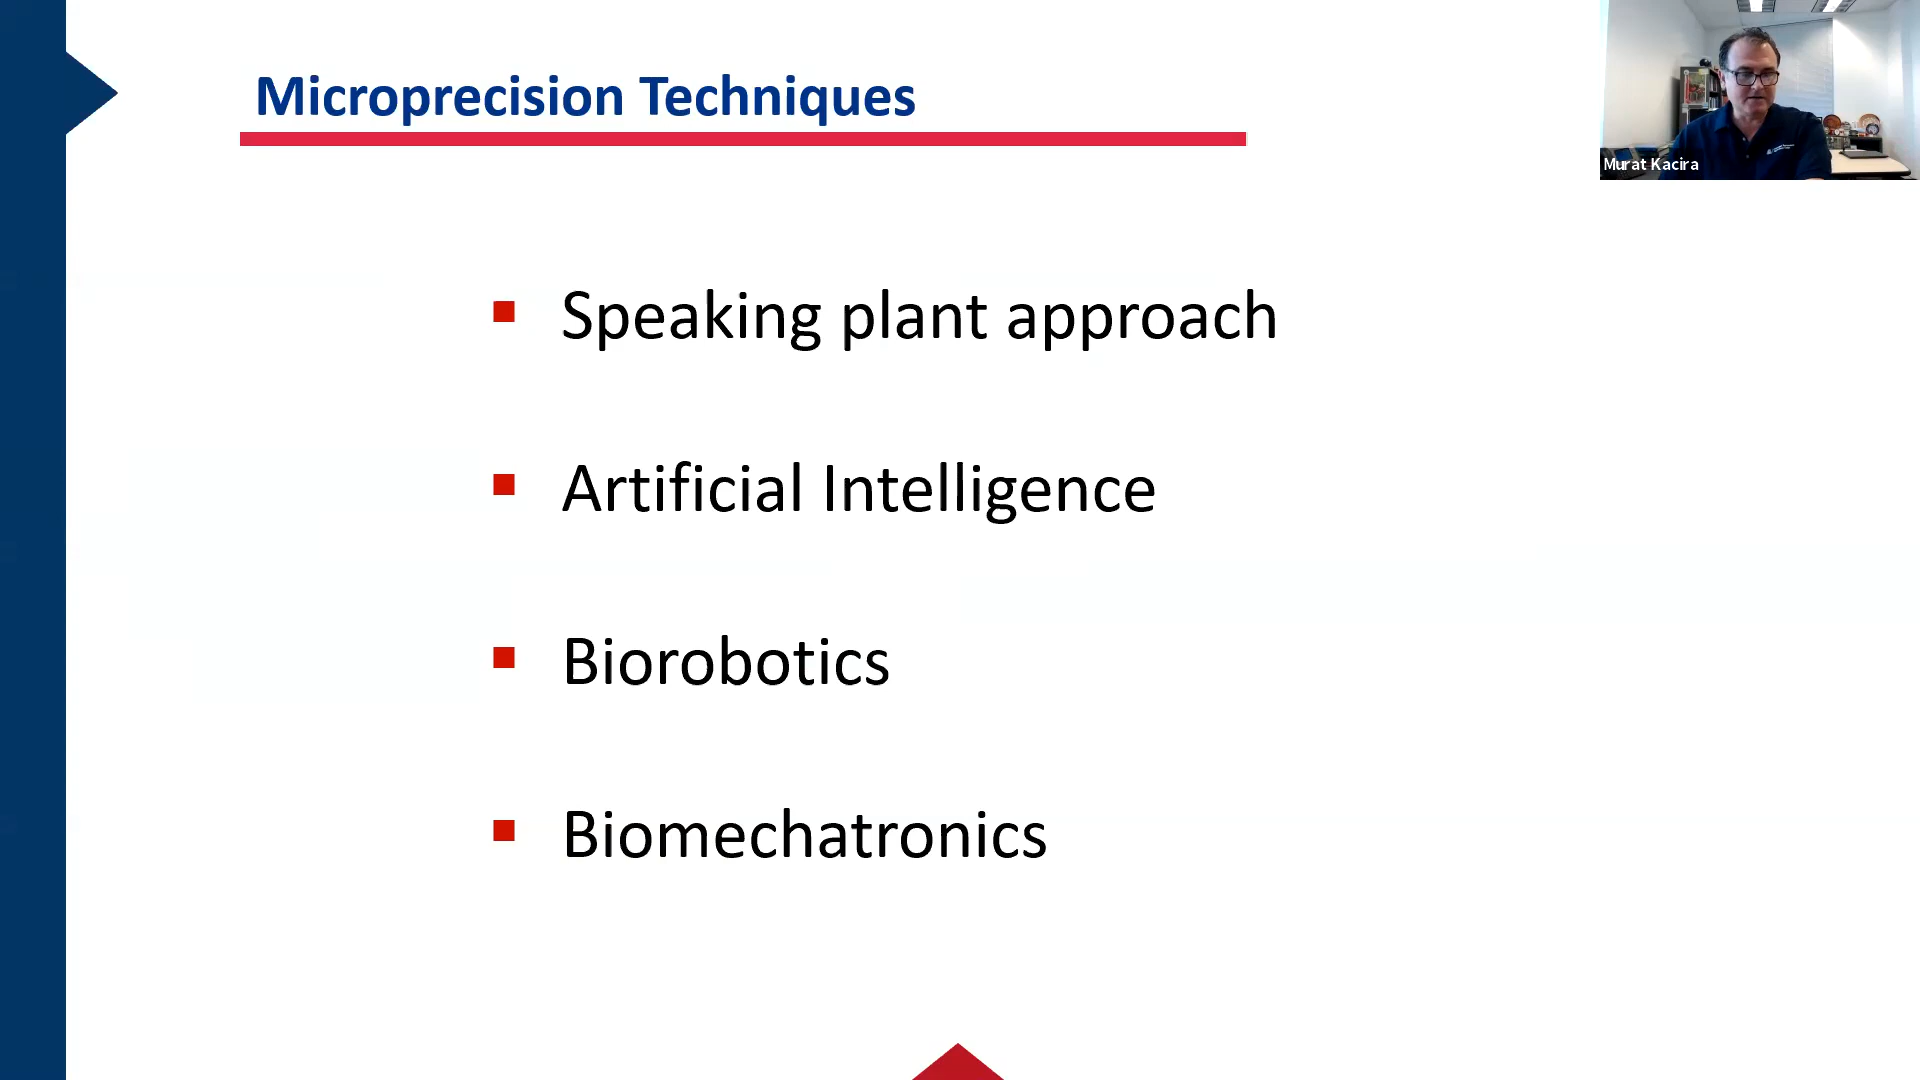 Microprecision Techniques
Murat Kacira
Speaking plant approach
Artificial Intelligence
Biorobotics
Biomechatronics